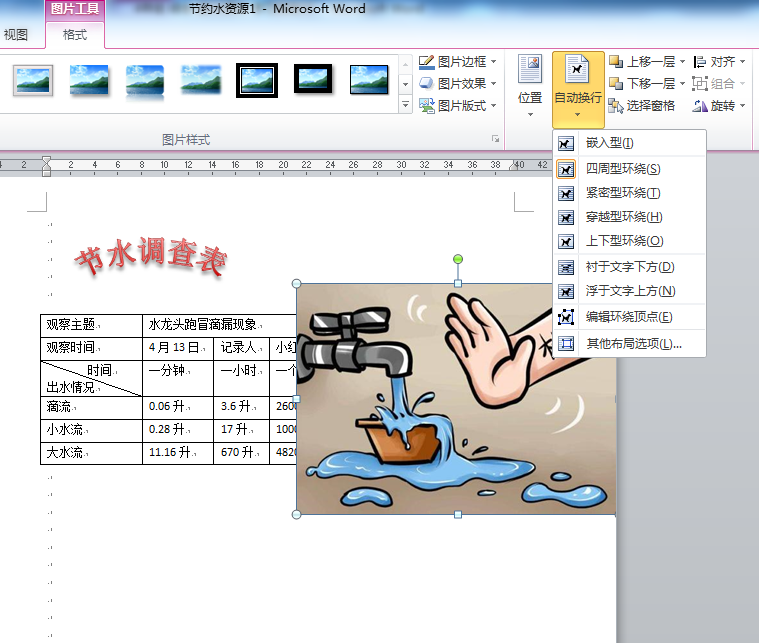 图片工具
节约水资源1 - Microsoft Word
视图
格式
图片边框
图片效果
图片版式
位置
自动换行
上移一层
下移一层
选择窗格
对齐
组合
旋转
图片样式
嵌入型(I)
四周型环绕(S)
紧密型环绕(T)
穿越型环绕(H)
上下型环绕(O)
衬于文字下方(D)
浮于文字上方(N)
编辑环绕顶点(E)
其他布局选项(L)...
2 2 4 6 8 10 12 14 16 18 20 22 24 26 28 30 32 34 36 38 40 42
节水调查表
观察主题 水龙头跑冒滴漏现象
观察时间 4 月 13 日 记录人 小红
时间 一分钟 一小时 一个
出水情况
滴流 0.06 升 3.6 升 2600
小水流 0.28 升 17 升 1000
大水流 11.16 升 670 升 4820